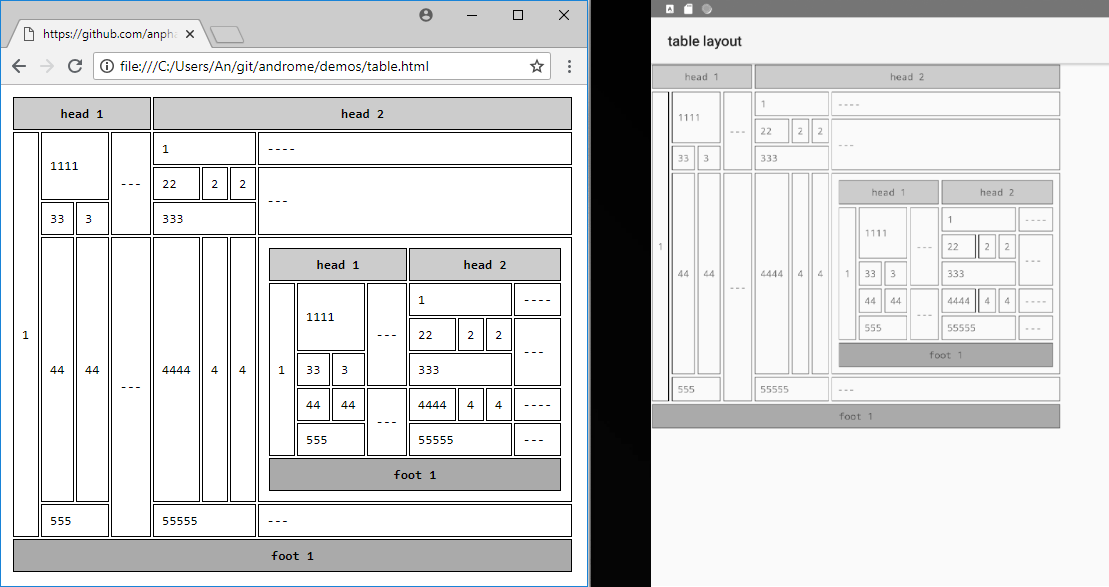 https://github.com/anpha
file:///C:/Users/An/git/androme/demos/table.html
head 1 head 2
1 ----
1111
---
22 2 2
---
33 3 333
head 1 head 2
1 ----
1111
---
22 2 2
---
1
33 3 333
1
44 44 --- 4444 4 4
44 44 4444 4 4 ----
---
555 55555 ---
foot 1
555 55555 ---
foot 1
A
table layout
head 1 head 2
1 ----
1111
---
22 2 2
---
33 3 333
head 1 head 2
1 ----
1111
---
22 2 2
---
1
44 44 --- 4444 4 4
1
33 3 333
44 44 4444 4 4 ----
---
555 55555 ---
foot 1
555 55555 ---
foot 1